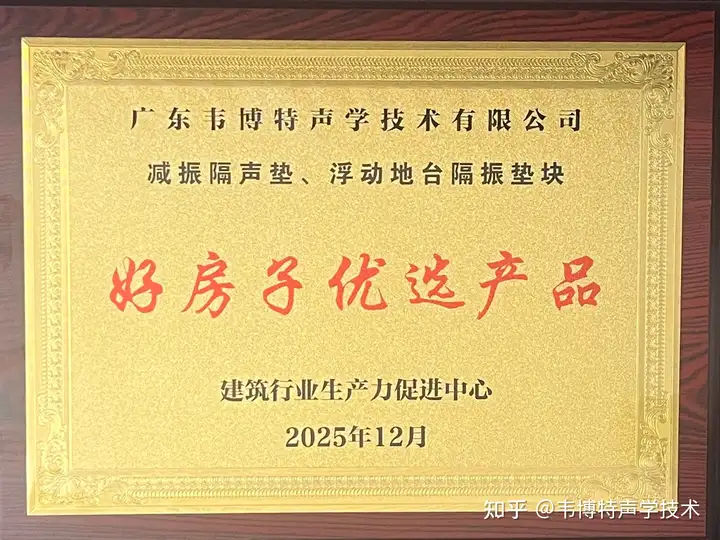 广东韦博特声学技术有限公司
减振隔声垫、浮动地台隔振垫块
好房子优选产品
建筑行业生产力促进中心
2025年12月
知乎 @韦博特声学技术